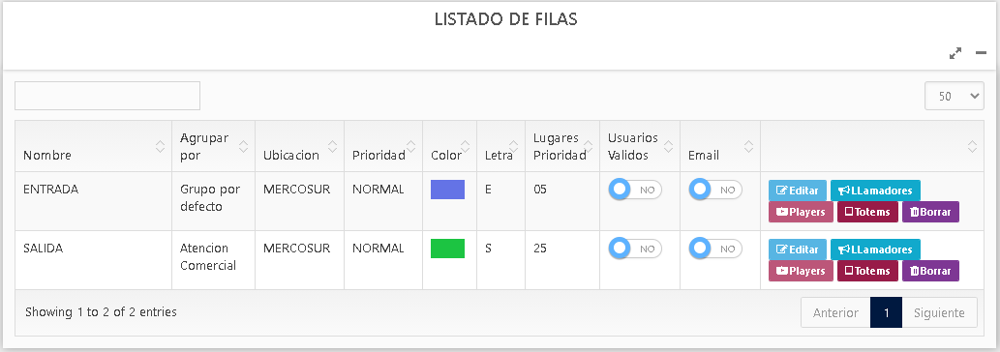 LISTADO DE FILAS
50
Nombre Agrupar por Ubicacion Prioridad Color Letra Lugares Prioridad Usuarios Validos Email
ENTRADA Grupo por defecto MERCOSUR NORMAL E 05 NO NO
Editar LLamadores
Players Totems Borrar
SALIDA Atencion Comercial MERCOSUR NORMAL S 25 NO NO
Editar LLamadores
Players Totems Borrar
Showing 1 to 2 of 2 entries Anterior 1 Siguiente